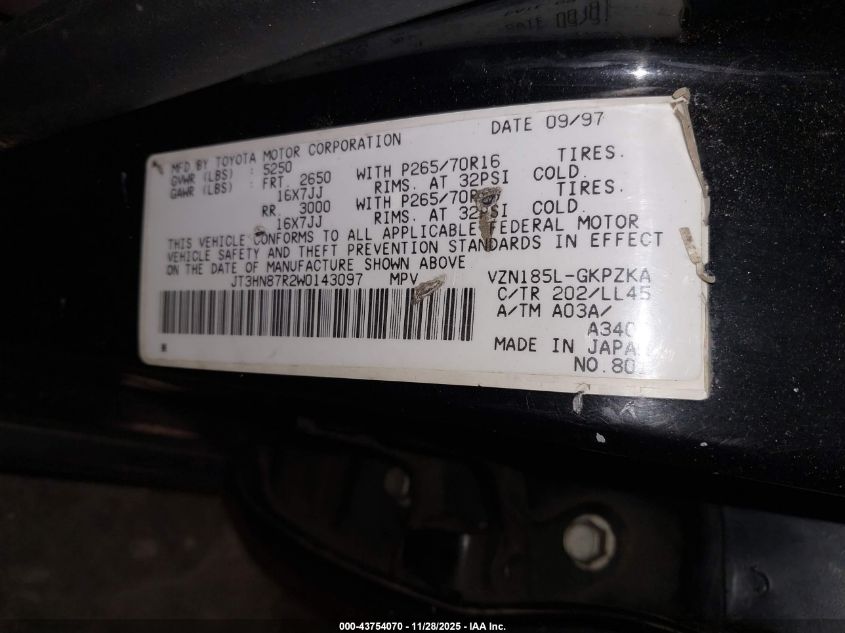 MFD BY TOYOTA MOTOR CORPORATION DATE 09/97
GVWR (LBS) : 5250
GAWR (LBS) : FRT. 2650 WITH P265/70R16 TIRES.
16X7JJ RIMS. AT 32PSI COLD.
RR. 3000 WITH P265/70R16 TIRES.
16X7JJ RIMS. AT 32PSI COLD.
THIS VEHICLE CONFORMS TO ALL APPLICABLE FEDERAL MOTOR
VEHICLE SAFETY AND THEFT PREVENTION STANDARDS IN EFFECT
ON THE DATE OF MANUFACTURE SHOWN ABOVE
JT3HN87R2W0143097 MPV VZN185L-GKPZKA
C/TR 202/LL45
A/TM A03A/
A340
MADE IN JAPA
NO.80
000-43754070 - 11/28/2025 - IAA Inc.